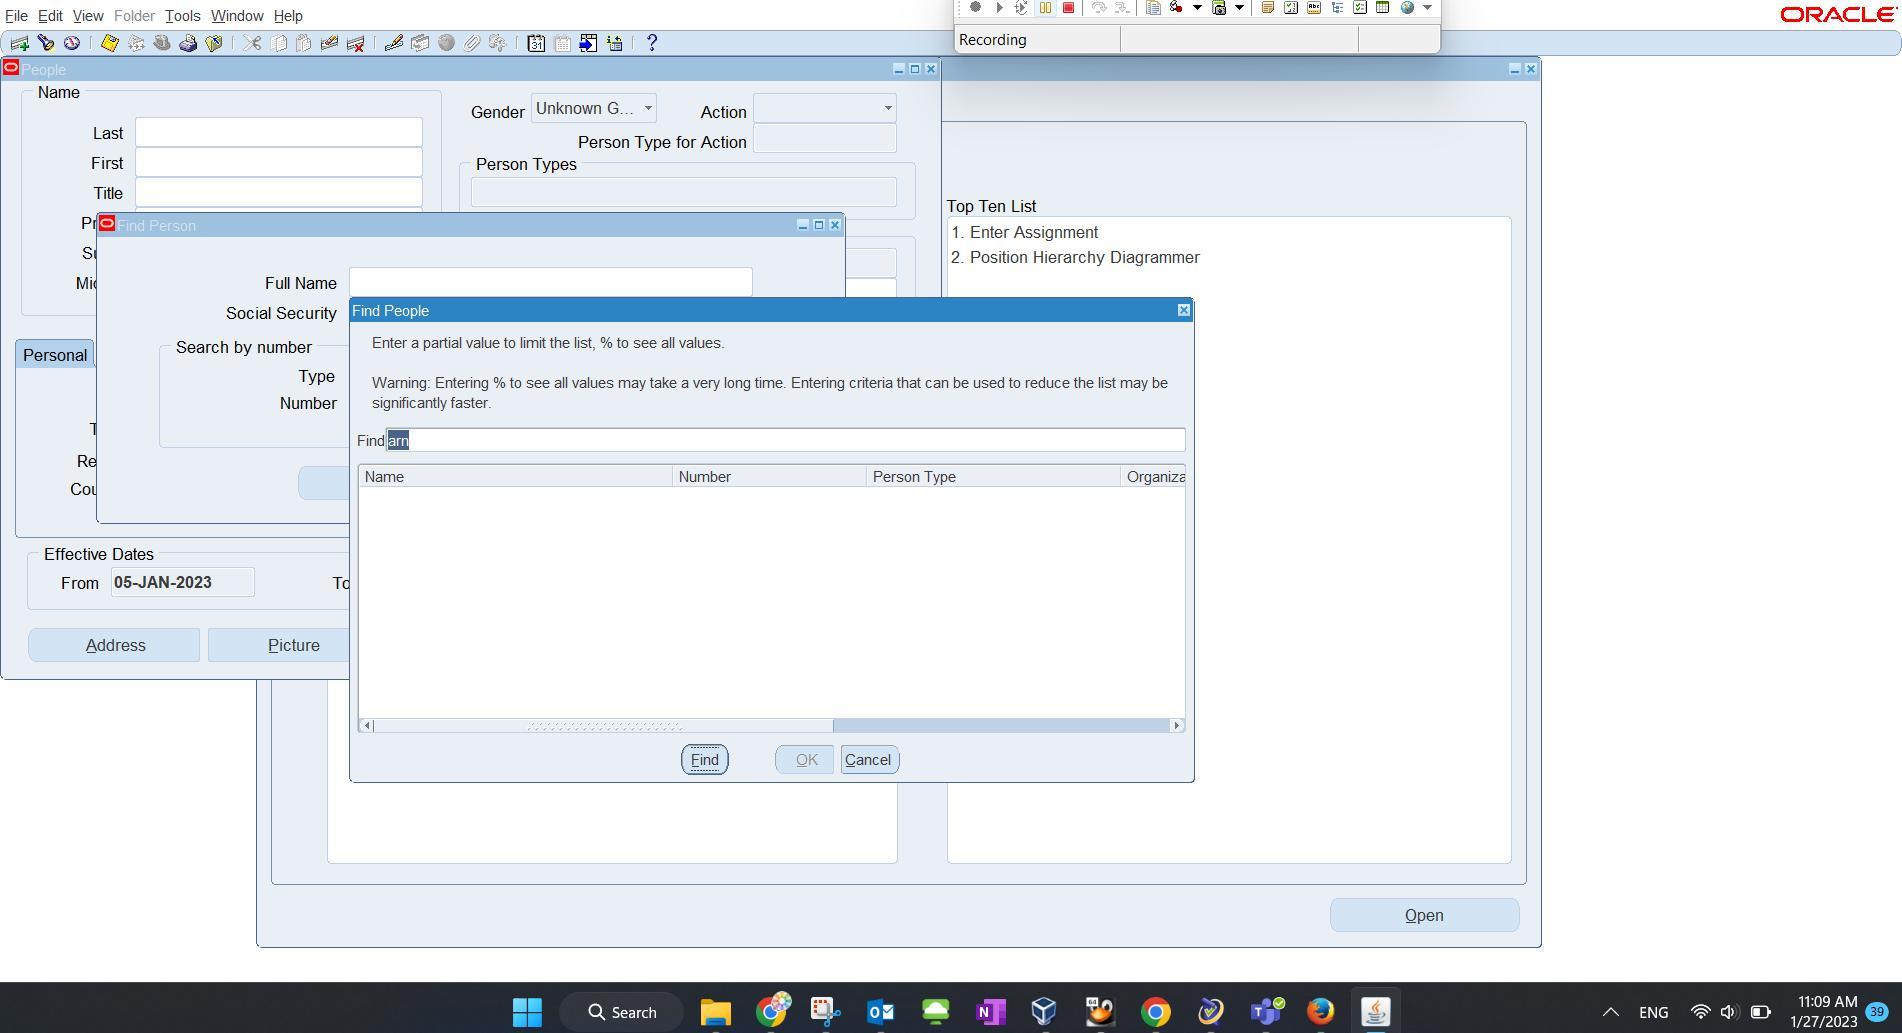 File Edit View Folder Tools Window Help
ORACLE
Recording
People
Name
Last
First
Title
Gender
Unknown G...
Action
Person Type for Action
Person Types
Find Person
Full Name
Social Security
Search by number
Type
Number
Personal
Find People
Enter a partial value to limit the list, % to see all values.
Warning: Entering % to see all values may take a very long time. Entering criteria that can be used to reduce the list may be
significantly faster.
Find arn
Name Number Person Type Organiza
Find OK Cancel
Effective Dates
From 05-JAN-2023 To
Address Picture
Top Ten List
1. Enter Assignment
2. Position Hierarchy Diagrammer
Open
Search
ENG
11:09 AM
1/27/2023
39